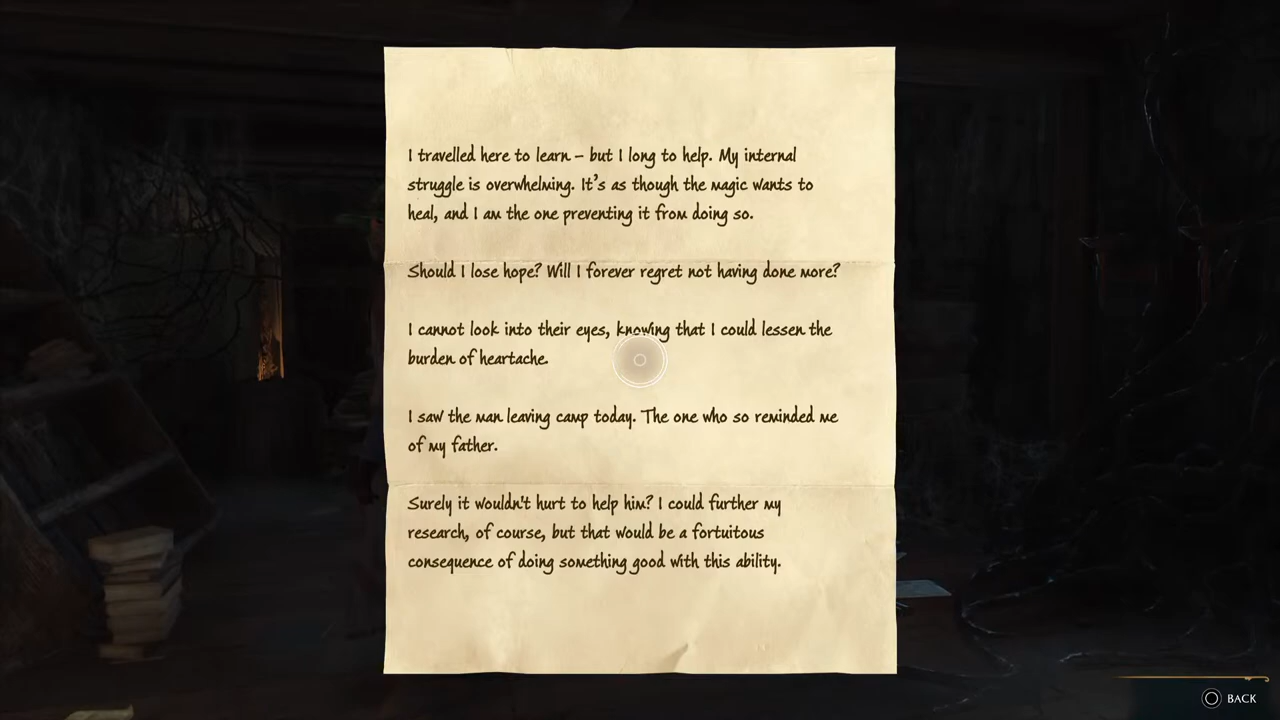 I travelled here to learn – but I long to help. My internal
struggle is overwhelming. It's as though the magic wants to
heal, and I am the one preventing it from doing so.
Should I lose hope? Will I forever regret not having done more?
I cannot look into their eyes, knowing that I could lessen the
burden of heartache.
I saw the man leaving camp today. The one who so reminded me
of my father.
Surely it wouldn't hurt to help him? I could further my
research, of course, but that would be a fortuitous
consequence of doing something good with this ability.
BACK